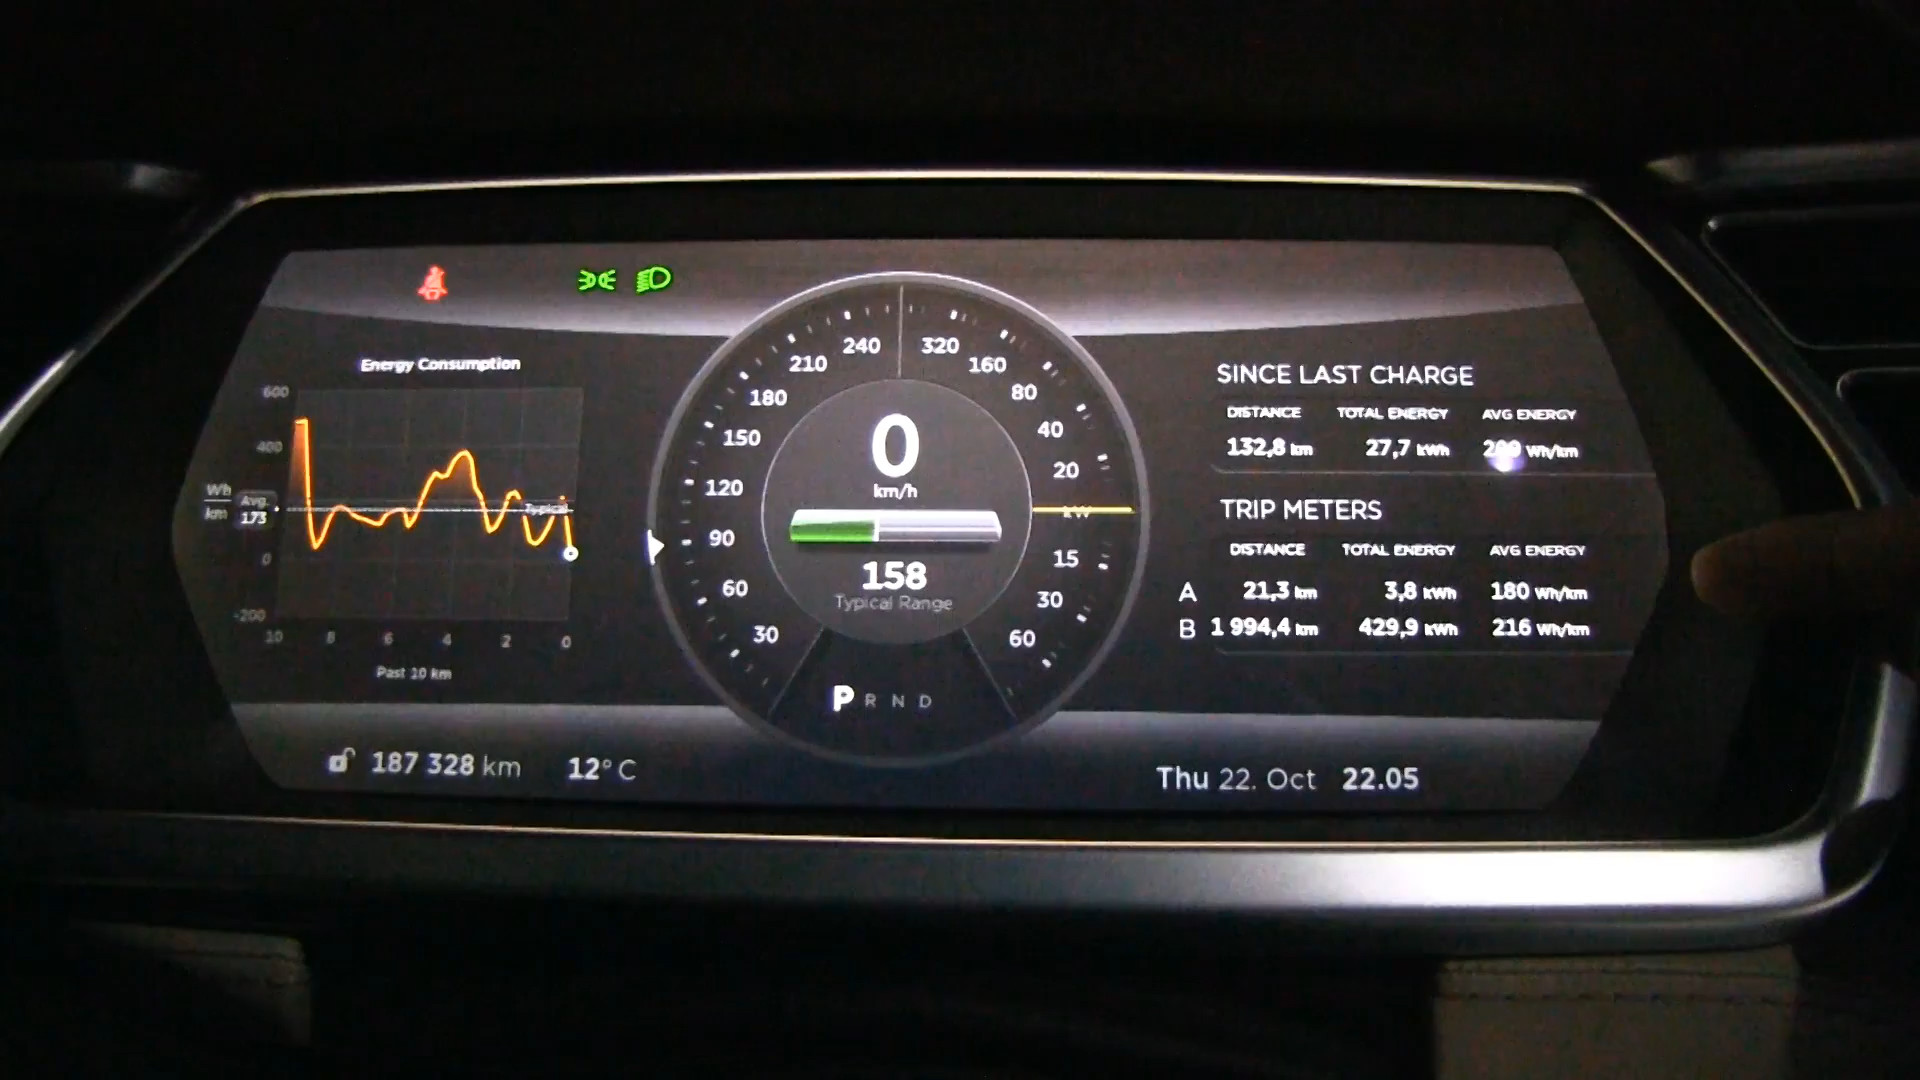 Energy Consumption
600
400
0
-200
Wh
km
Avg.
173
Typical
10 8 6 4 2 0
Past 10 km
240
210
180
150
120
90
60
30
320
160
80
40
20
kW
15
30
60
0
km/h
158
Typical Range
P R N D
SINCE LAST CHARGE
DISTANCE TOTAL ENERGY AVG ENERGY
132,8 km 27,7 kWh Wh/km
TRIP METERS
DISTANCE TOTAL ENERGY AVG ENERGY
A 21,3 km 3,8 kWh 180 Wh/km
B 1 994,4 km 429,9 kWh 216 Wh/km
187 328 km 12° C
Thu 22. Oct 22.05